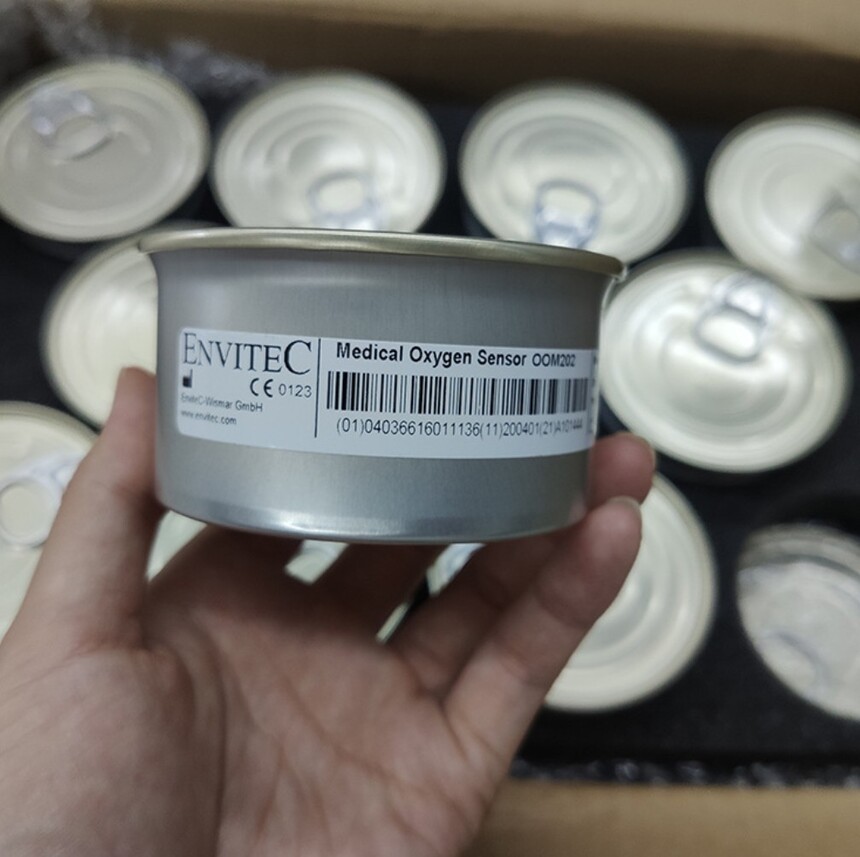 ENVITEC
CE 0123
EnviteC-Wismar GmbH
www.envitec.com
Medical Oxygen Sensor OOM202
(01)04036616011136(11)200401(21)A101444